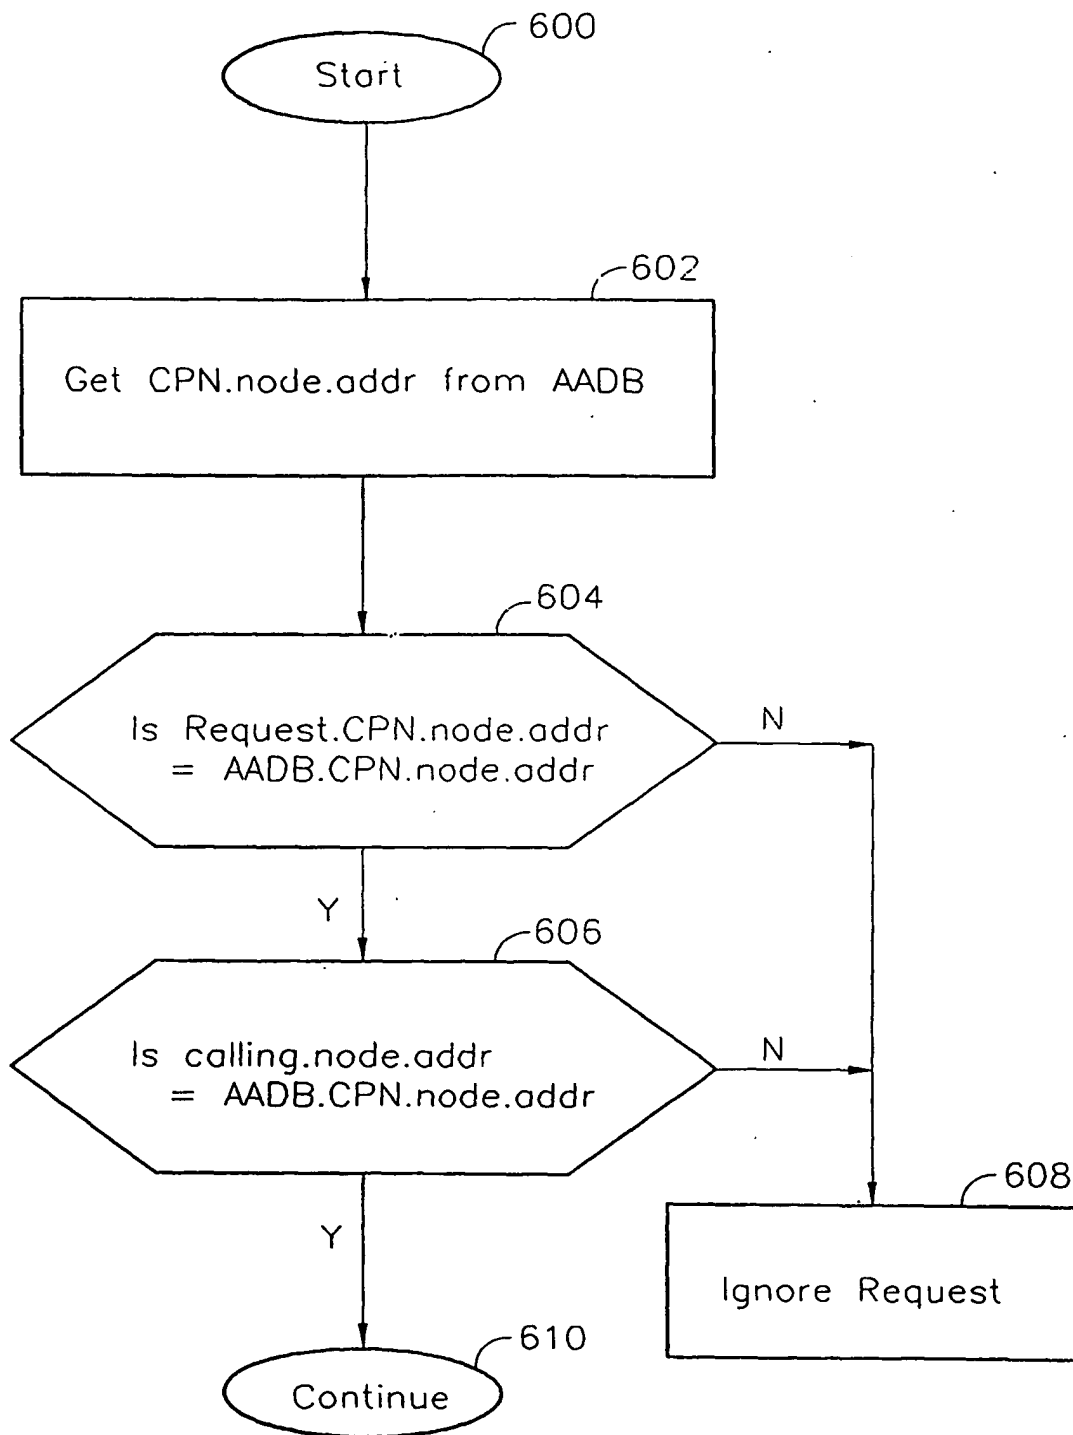 600
Start
602
Get CPN.node.addr from AADB
604
Is Request.CPN.node.addr
= AADB.CPN.node.addr
N
Y
606
Is calling.node.addr
= AADB.CPN.node.addr
N
Y
608
Ignore Request
610
Continue